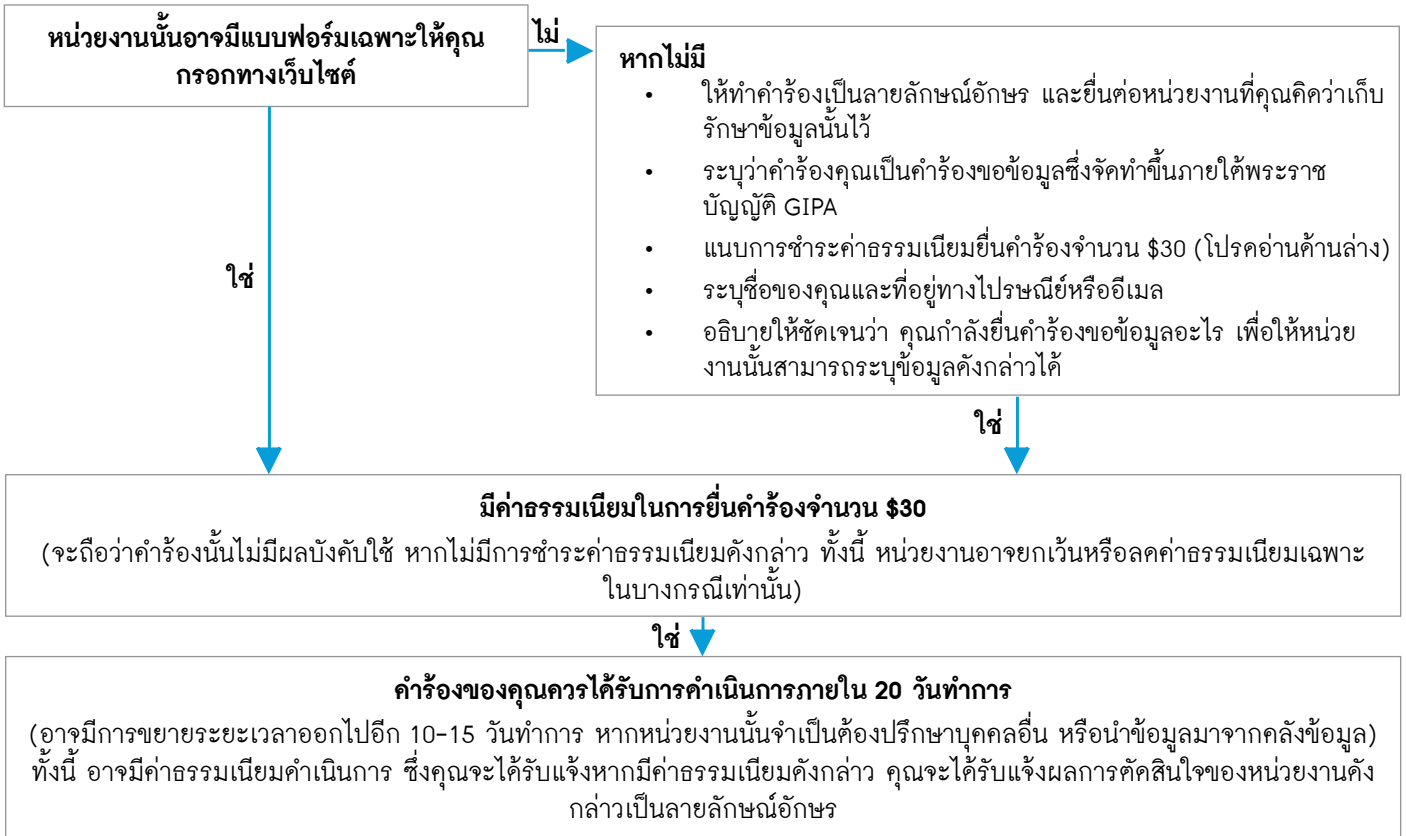 หน่วยงานนั้นอาจมีแบบฟอร์มเฉพาะให้คุณ
กรอกทางเว็บไซต์
ไม่
หากไม่มี
• ให้ทำคำร้องเป็นลายลักษณ์อักษร และยื่นต่อหน่วยงานที่คุณคิดว่าเก็บ
รักษาข้อมูลนั้นไว้
• ระบุว่าคำร้องคุณเป็นคำร้องขอข้อมูลซึ่งจัดทำขึ้นภายใต้พระราช
บัญญัติ GIPA
• แนบการชำระค่าธรรมเนียมยื่นคำร้องจำนวน $30 (โปรดอ่านด้านล่าง)
• ระบุชื่อของคุณและที่อยู่ทางไปรษณีย์หรืออีเมล
• อธิบายให้ชัดเจนว่า คุณกำลังยื่นคำร้องขอข้อมูลอะไร เพื่อให้หน่วย
งานนั้นสามารถระบุข้อมูลดังกล่าวได้
ใช่
ใช่
มีค่าธรรมเนียมในการยื่นคำร้องจำนวน $30
(จะถือว่าคำร้องนั้นไม่มีผลบังคับใช้ หากไม่มีการชำระค่าธรรมเนียมดังกล่าว ทั้งนี้ หน่วยงานอาจยกเว้นหรือลดค่าธรรมเนียมเฉพาะ
ในบางกรณีเท่านั้น)
ใช่
คำร้องของคุณควรได้รับการดำเนินการภายใน 20 วันทำการ
(อาจมีการขยายระยะเวลาออกไปอีก 10-15 วันทำการ หากหน่วยงานนั้นจำเป็นต้องปรึกษาบุคคลอื่น หรือนำข้อมูลมาจากคลังข้อมูล)
ทั้งนี้ อาจมีค่าธรรมเนียมดำเนินการ ซึ่งคุณจะได้รับแจ้งหากมีค่าธรรมเนียมดังกล่าว คุณจะได้รับแจ้งผลการตัดสินใจของหน่วยงานดัง
กล่าวเป็นลายลักษณ์อักษร